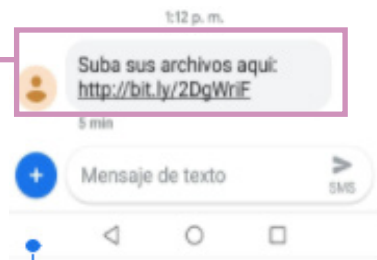 1:12 p. m.
Suba sus archivos aqui:
http://bit.ly/2DgWriF
5 min
Mensaje de texto
SMS